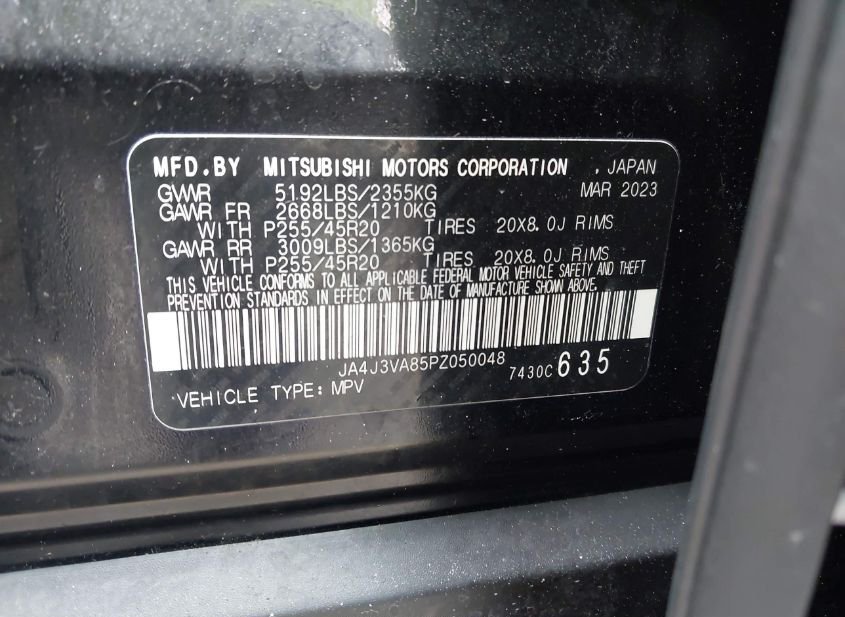 MFD.BY MITSUBISHI MOTORS CORPORATION , JAPAN
GVWR 5192LBS/2355KG MAR 2023
GAWR FR 2668LBS/1210KG
WITH P255/45R20 TIRES 20X8.0J RIMS
GAWR RR 3009LBS/1365KG
WITH P255/45R20 TIRES 20X8.0J RIMS
THIS VEHICLE CONFORMS TO ALL APPLICABLE FEDERAL MOTOR VEHICLE SAFETY AND THEFT
PREVENTION STANDARDS IN EFFECT ON THE DATE OF MANUFACTURE SHOWN ABOVE.
JA4J3VA85PZ050048 7430C 635
VEHICLE TYPE: MPV